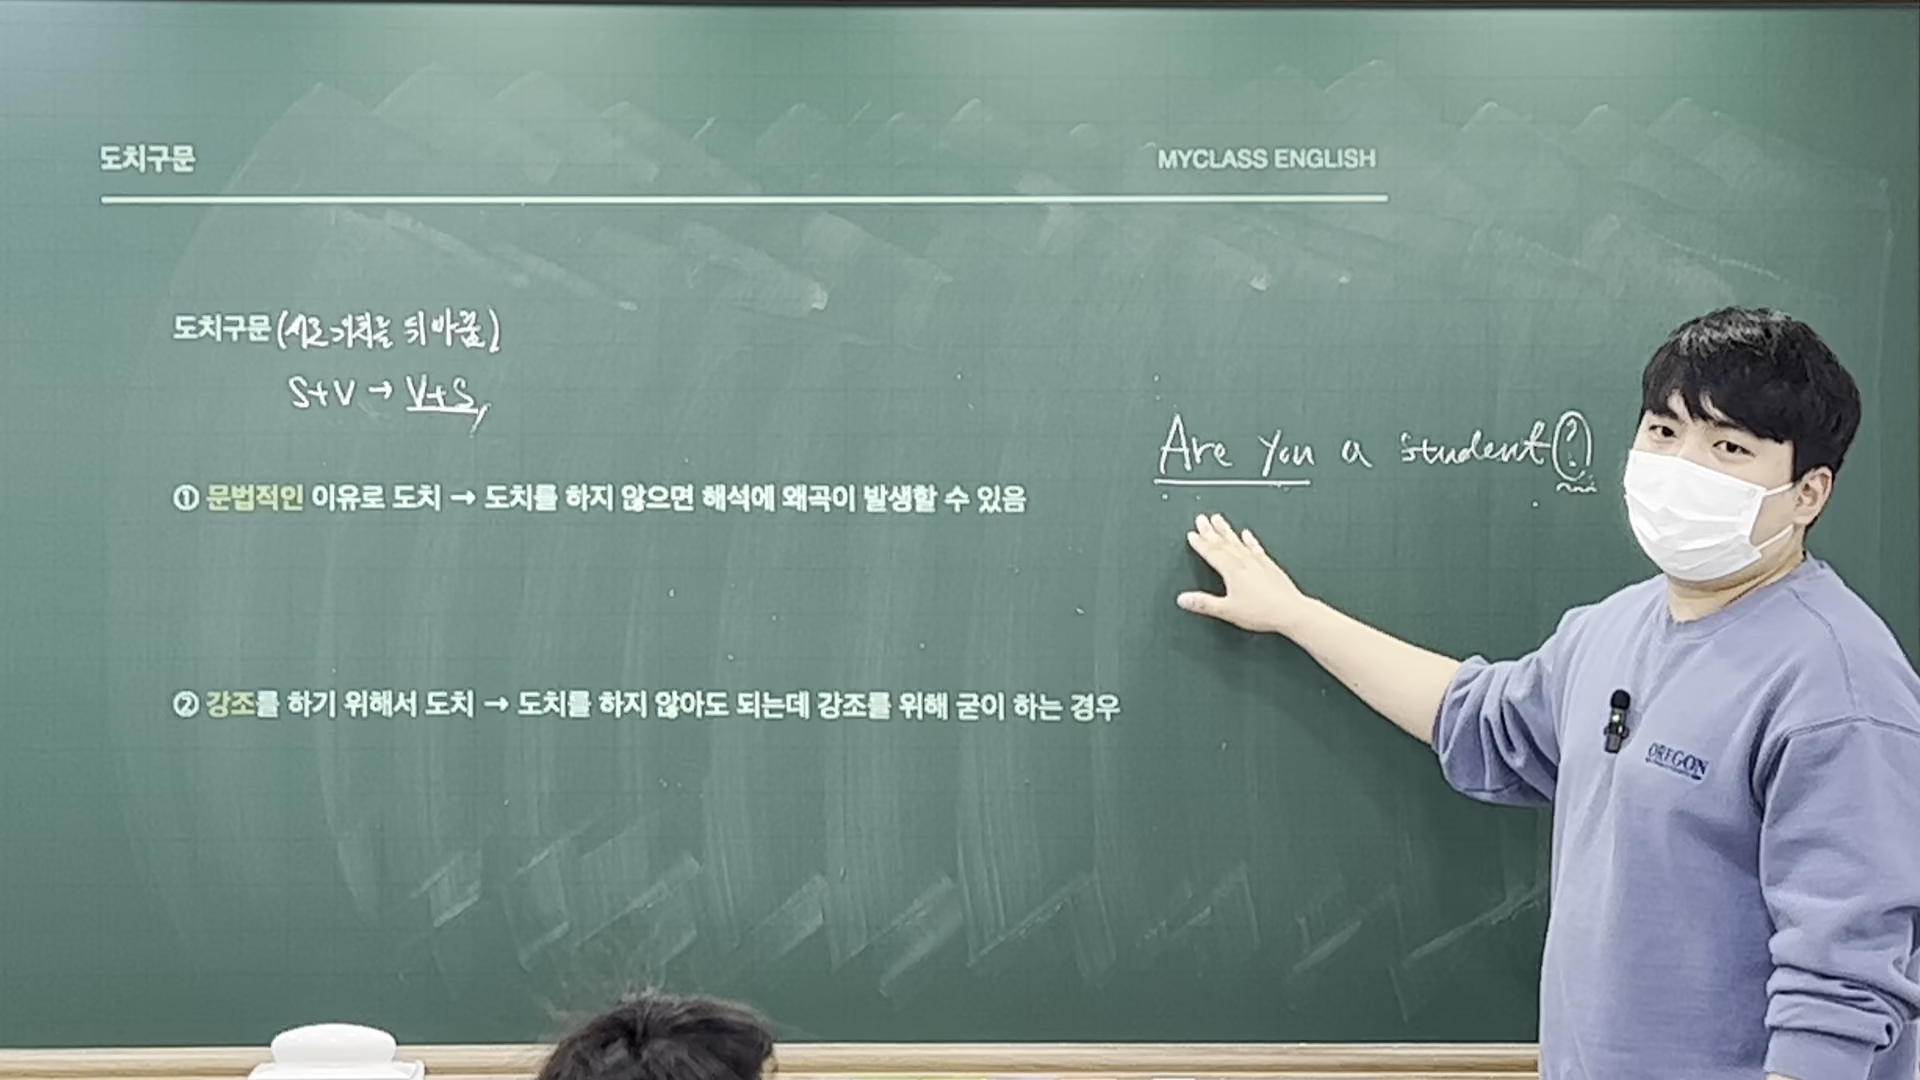 도치구문
MYCLASS ENGLISH
도치구문 (서로 위치를 뒤바꿈)
S+V → V+S
① 문법적인 이유로 도치 → 도치를 하지 않으면 해석에 왜곡이 발생할 수 있음
Are you a student?
② 강조를 하기 위해서 도치 → 도치를 하지 않아도 되는데 강조를 위해 굳이 하는 경우
OREGON